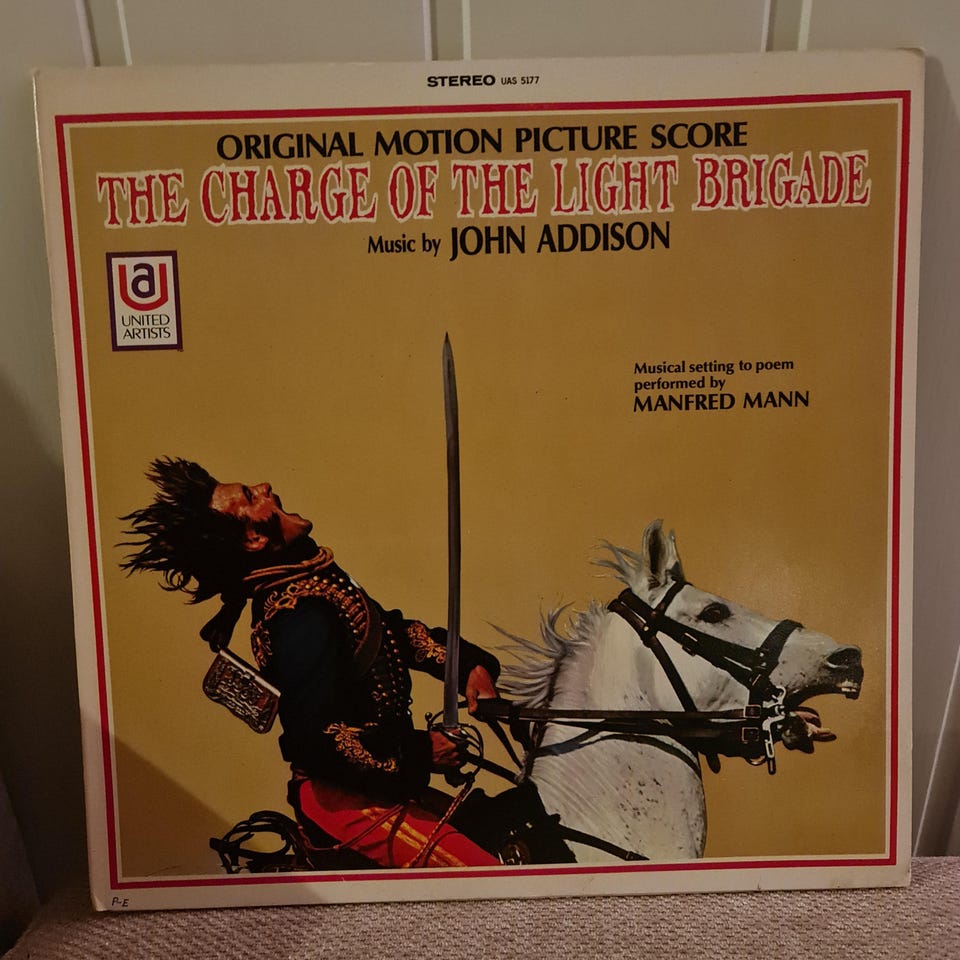 STEREO UAS 5177
ORIGINAL MOTION PICTURE SCORE
THE CHARGE OF THE LIGHT BRIGADE
Music by JOHN ADDISON
ua
UNITED
ARTISTS
Musical setting to poem
performed by
MANFRED MANN
P-E